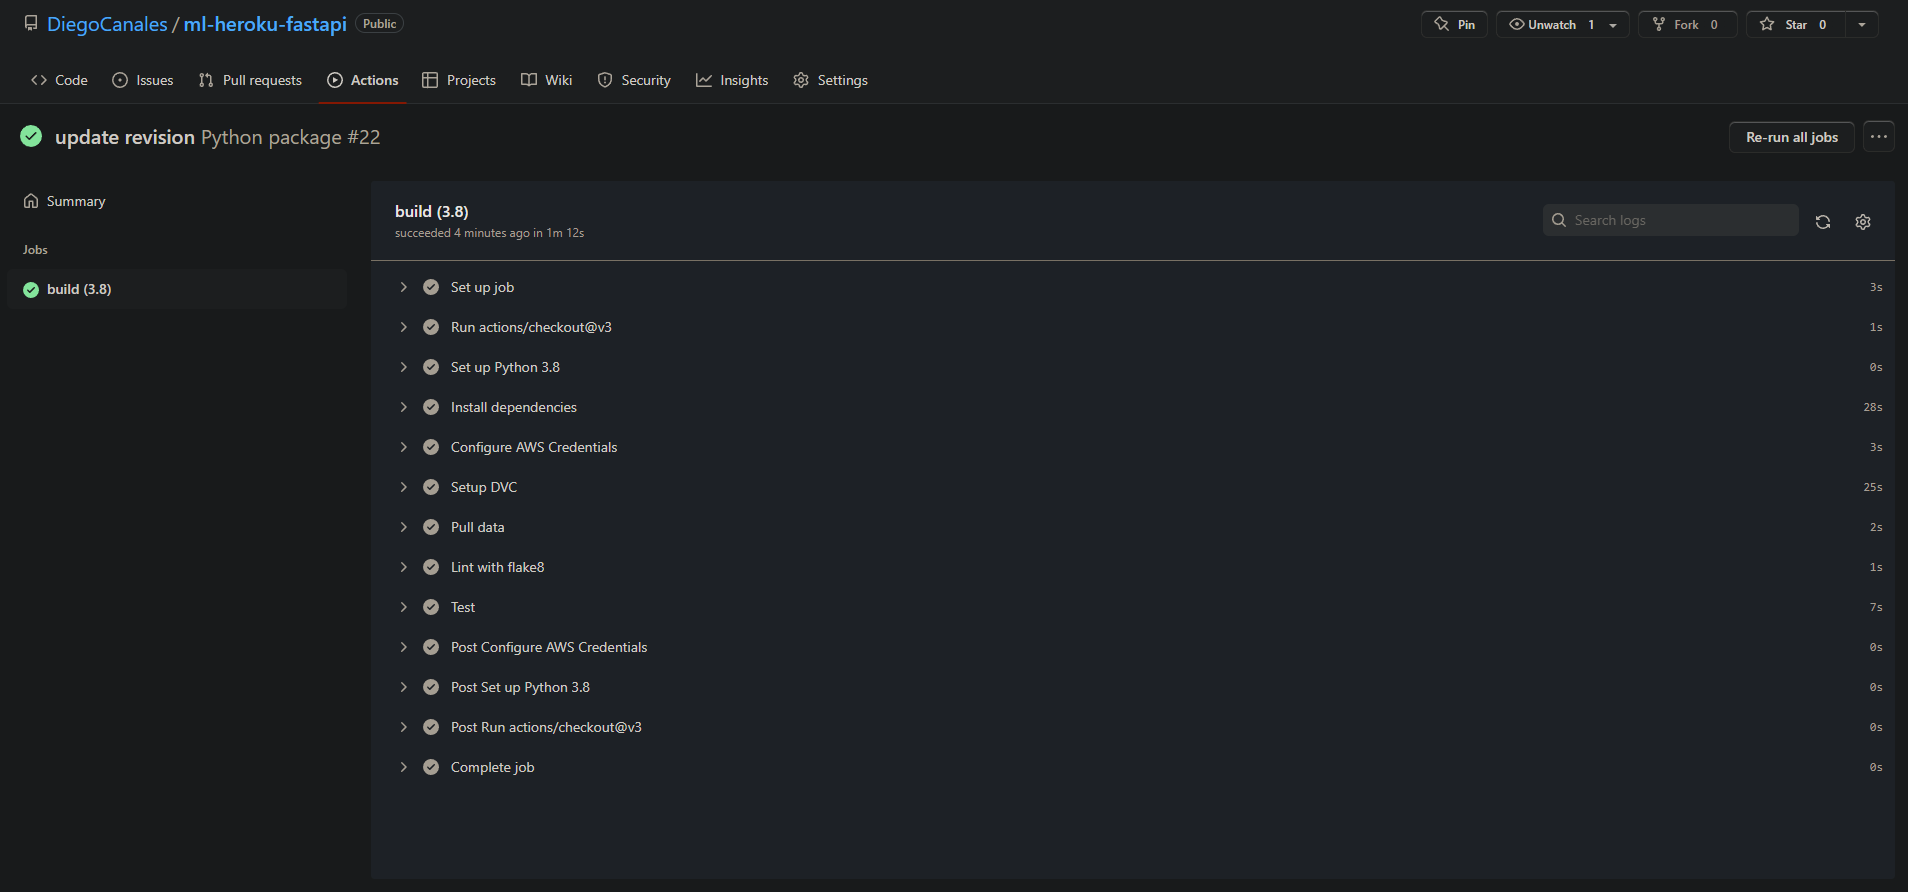 DiegoCanales / ml-heroku-fastapi Public
Pin Unwatch 1 Fork 0 Star 0
Code Issues Pull requests Actions Projects Wiki Security Insights Settings
update revision Python package #22
Re-run all jobs ...
Summary
Jobs
build (3.8)
build (3.8)
succeeded 4 minutes ago in 1m 12s
Search logs
Set up job 3s
Run actions/checkout@v3 1s
Set up Python 3.8 0s
Install dependencies 28s
Configure AWS Credentials 3s
Setup DVC 25s
Pull data 2s
Lint with flake8 1s
Test 7s
Post Configure AWS Credentials 0s
Post Set up Python 3.8 0s
Post Run actions/checkout@v3 0s
Complete job 0s